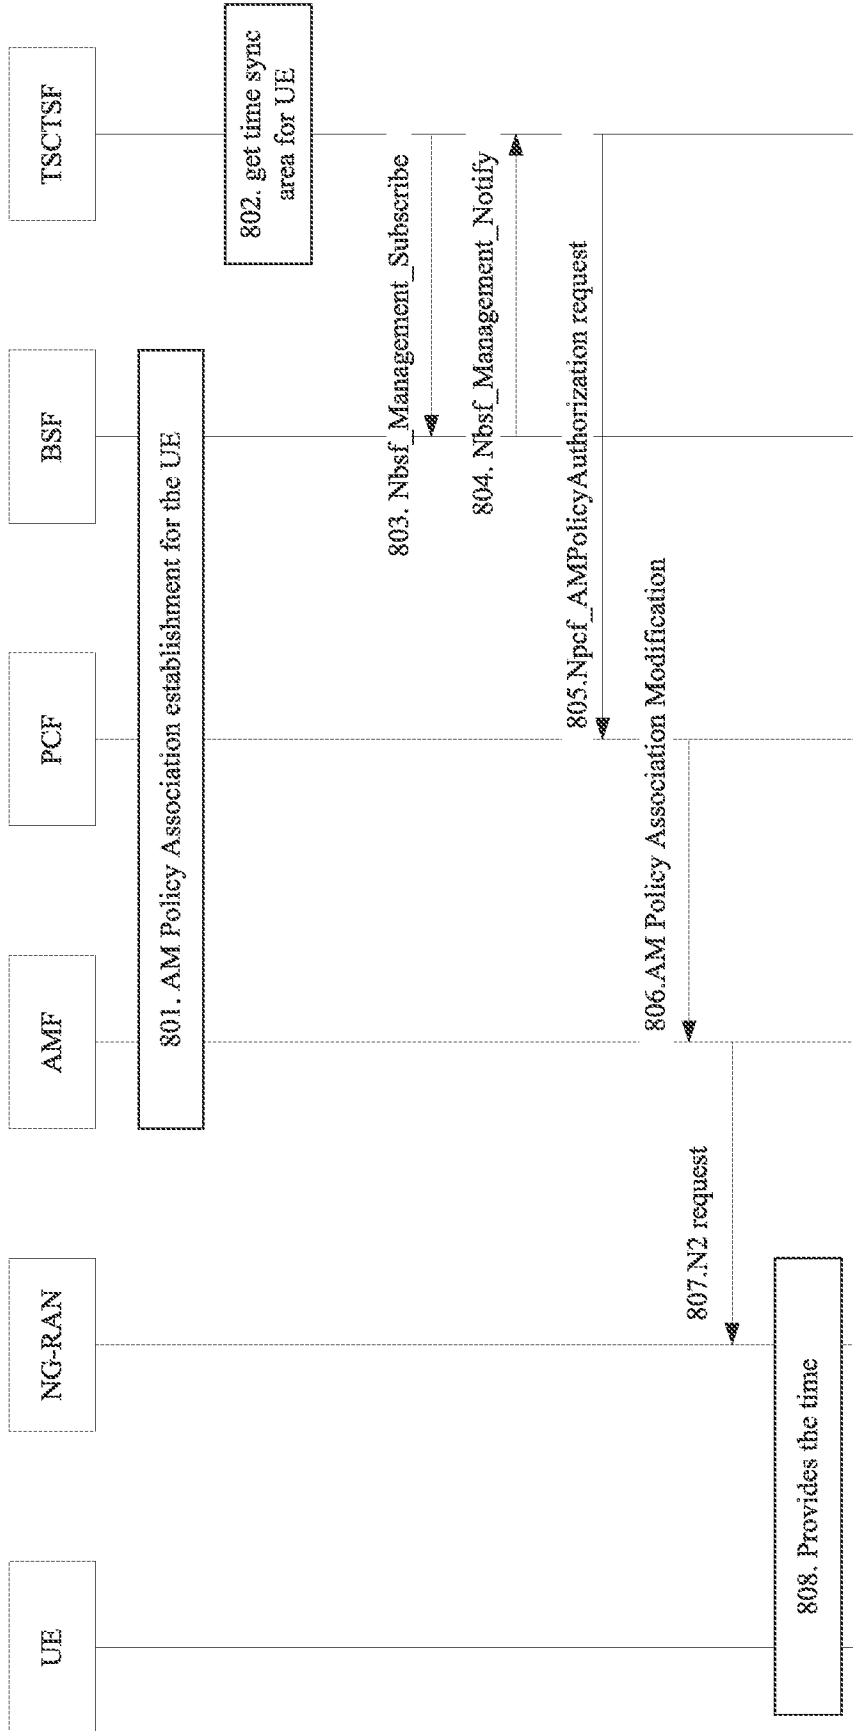 UE
NG-RAN
AMF
PCF
BSF
TSCTSF
801. AM Policy Association establishment for the UE
802. get time sync
area for UE
803. Nbsf_Management_Subscribe
804. Nbsf_Management_Notify
805.Npcf_AMPolicyAuthorization request
806.AM Policy Association Modification
807.N2 request
808. Provides the time